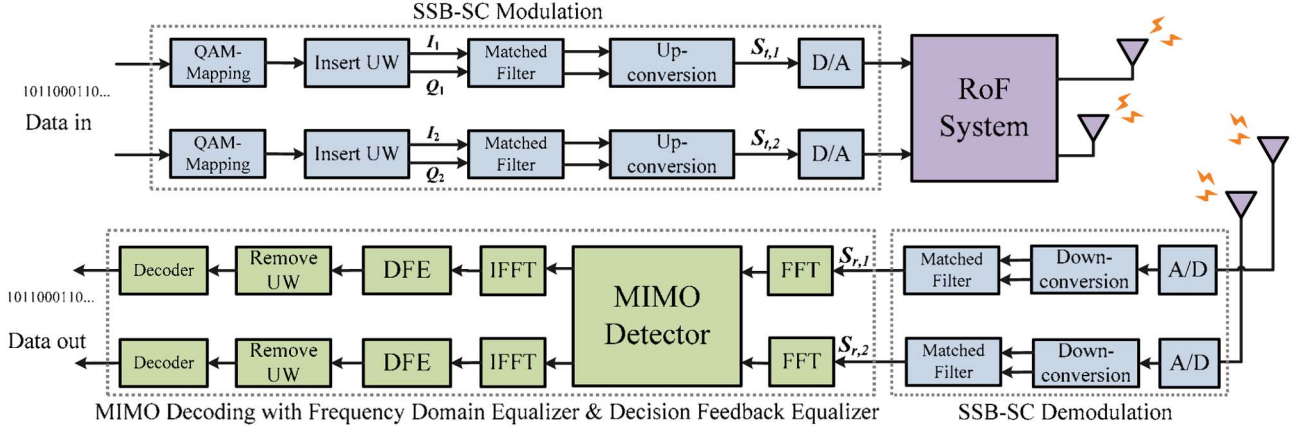 SSB-SC Modulation
1011000110...
Data in
QAM-
Mapping
Insert UW
I1
Q1
Matched
Filter
Up-
conversion
St,1
D/A
QAM-
Mapping
Insert UW
I2
Q2
Matched
Filter
Up-
conversion
St,2
D/A
RoF
System
Decoder
Remove
UW
DFE
IFFT
MIMO
Detector
FFT
Sr,1
Matched
Filter
Down-
conversion
A/D
1011000110...
Data out
Decoder
Remove
UW
DFE
IFFT
FFT
Sr,2
Matched
Filter
Down-
conversion
A/D
MIMO Decoding with Frequency Domain Equalizer & Decision Feedback Equalizer
SSB-SC Demodulation